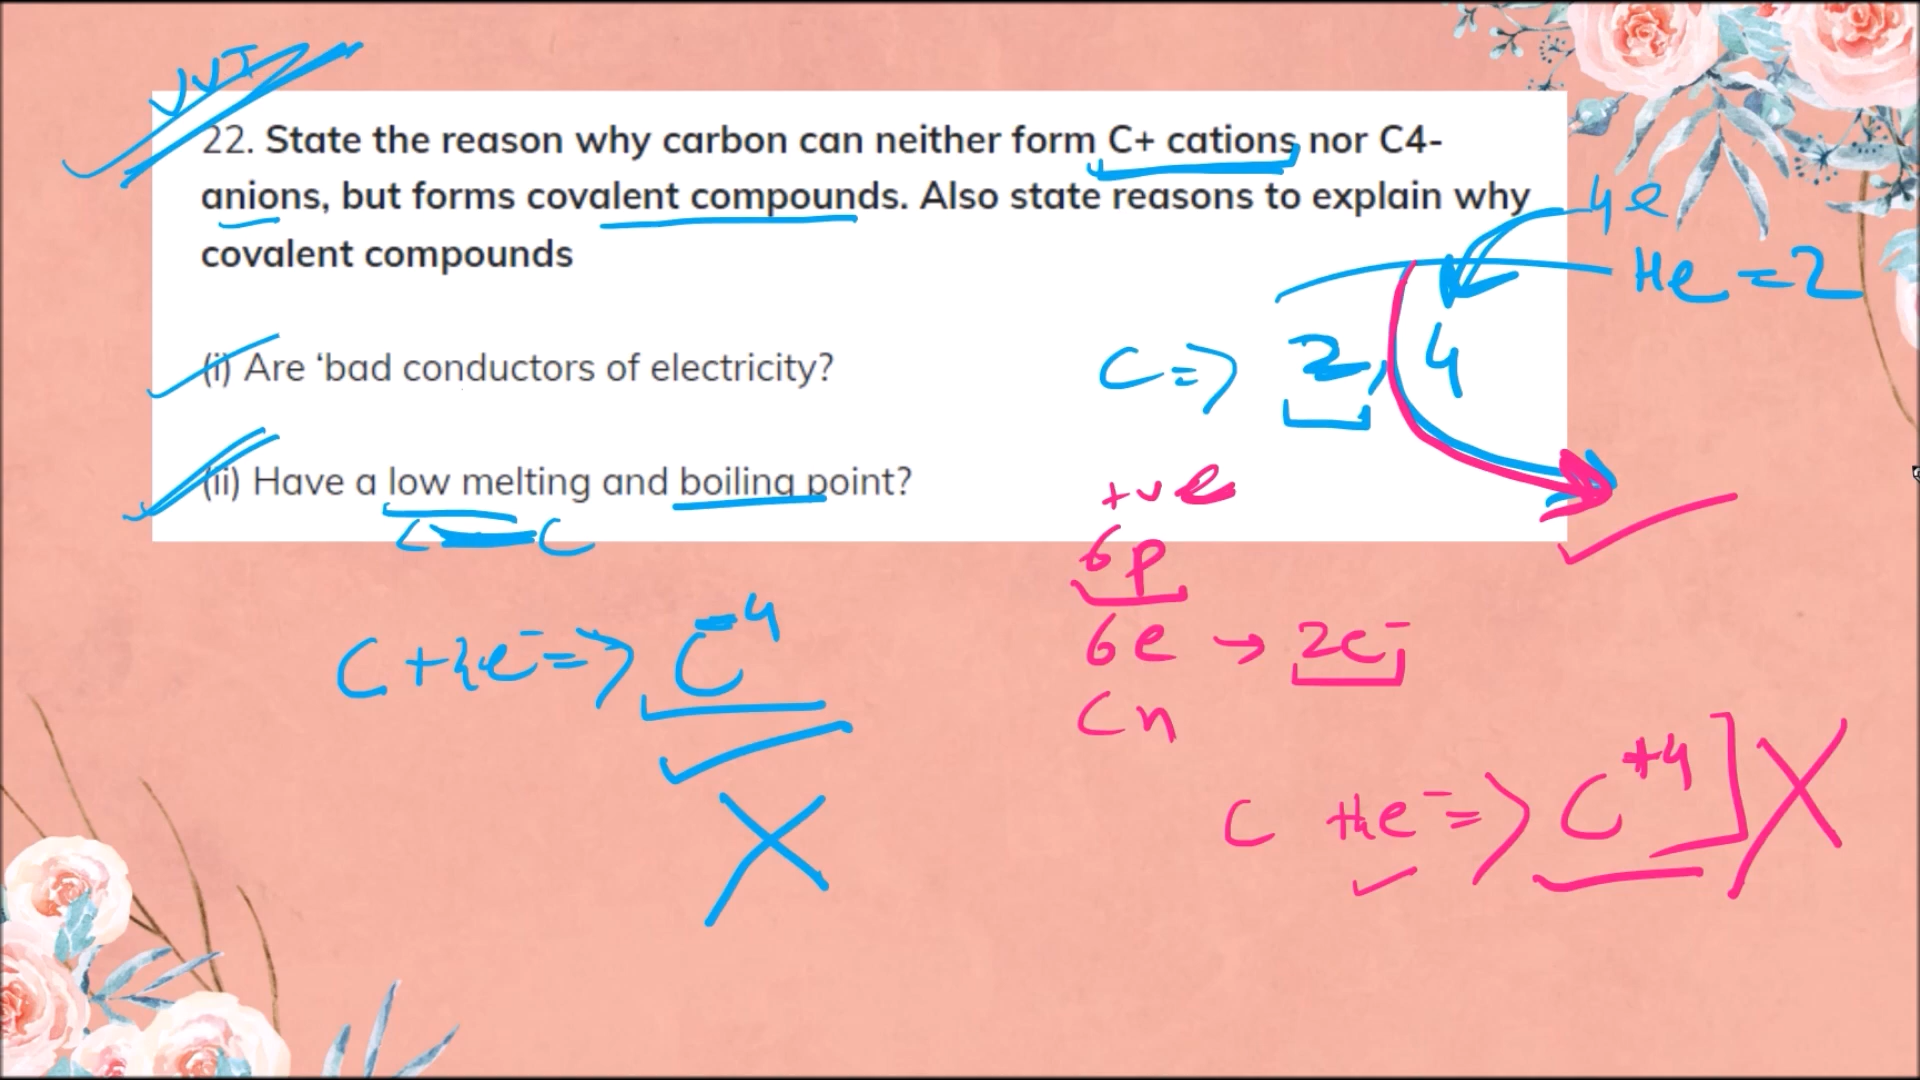 VVI
22. State the reason why carbon can neither form C+ cations nor C4-
anions, but forms covalent compounds. Also state reasons to explain why
covalent compounds
4e
He = 2
(i) Are ‘bad conductors of electricity?
C => 2, 4
(ii) Have a low melting and boiling point?
+ve
C C
6p
C + 4e⁻ => C⁻⁴
6e → 2e⁻
C => C⁺⁴